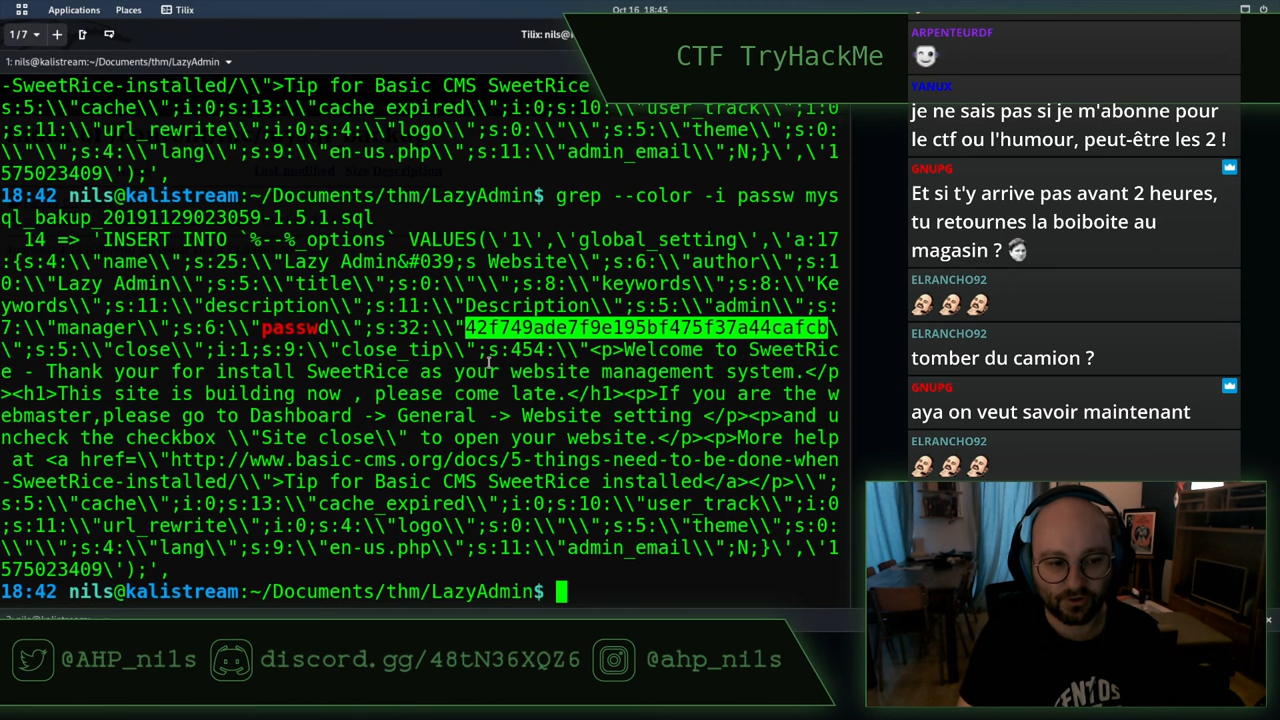 Applications Places Tilix Oct 16 18:45
1/7 Tilix: nils@
1: nils@kalistream:~/Documents/thm/LazyAdmin
CTF TryHackMe
-SweetRice-installed/\\">Tip for Basic CMS SweetRice
s:5:\\"cache\\";i:0;s:13:\\"cache_expired\\";i:0;s:10:\\"user_track\\";i:0
;s:11:\\"url_rewrite\\";i:0;s:4:\\"logo\\";s:0:\\"\\";s:5:\\"theme\\";s:0:
\\"\\";s:4:\\"lang\\";s:9:\\"en-us.php\\";s:11:\\"admin_email\\";N;}\',\'1
575023409\');',
Last modified Size Description
18:42 nils@kalistream:~/Documents/thm/LazyAdmin$ grep --color -i passw mys
ql_bakup_20191129023059-1.5.1.sql
14 => 'INSERT INTO `%--%_options` VALUES(\'1\',\'global_setting\',\'a:17
:{s:4:\\"name\\";s:25:\\"Lazy Admin&#039;s Website\\";s:6:\\"author\\";s:1
0:\\"Lazy Admin\\";s:5:\\"title\\";s:0:\\"\\";s:8:\\"keywords\\";s:8:\\"Ke
ywords\\";s:11:\\"description\\";s:11:\\"Description\\";s:5:\\"admin\\";s:
7:\\"manager\\";s:6:\\"passwd\\";s:32:\\"42f749ade7f9e195bf475f37a44cafcb\
\";s:5:\\"close\\";i:1;s:9:\\"close_tip\\";s:454:\\"<p>Welcome to SweetRic
e - Thank your for install SweetRice as your website management system.</p
><h1>This site is building now , please come late.</h1><p>If you are the w
ebmaster,please go to Dashboard -> General -> Website setting </p><p>and u
ncheck the checkbox \\"Site close\\" to open your website.</p><p>More help
at <a href=\\"http://www.basic-cms.org/docs/5-things-need-to-be-done-when
-SweetRice-installed/\\">Tip for Basic CMS SweetRice installed</a></p>\\";
s:5:\\"cache\\";i:0;s:13:\\"cache_expired\\";i:0;s:10:\\"user_track\\";i:0
;s:11:\\"url_rewrite\\";i:0;s:4:\\"logo\\";s:0:\\"\\";s:5:\\"theme\\";s:0:
\\"\\";s:4:\\"lang\\";s:9:\\"en-us.php\\";s:11:\\"admin_email\\";N;}\',\'1
575023409\');',
18:42 nils@kalistream:~/Documents/thm/LazyAdmin$
@AHP_nils discord.gg/48tN36XQZ6 @ahp_nils
ARPENTEURDF
YANUX
je ne sais pas si je m'abonne pour
le ctf ou l'humour, peut-être les 2 !
GNUPG
Et si t'y arrive pas avant 2 heures,
tu retournes la boiboite au
magasin ?
ELRANCHO92
ELRANCHO92
tomber du camion ?
GNUPG
aya on veut savoir maintenant
ELRANCHO92